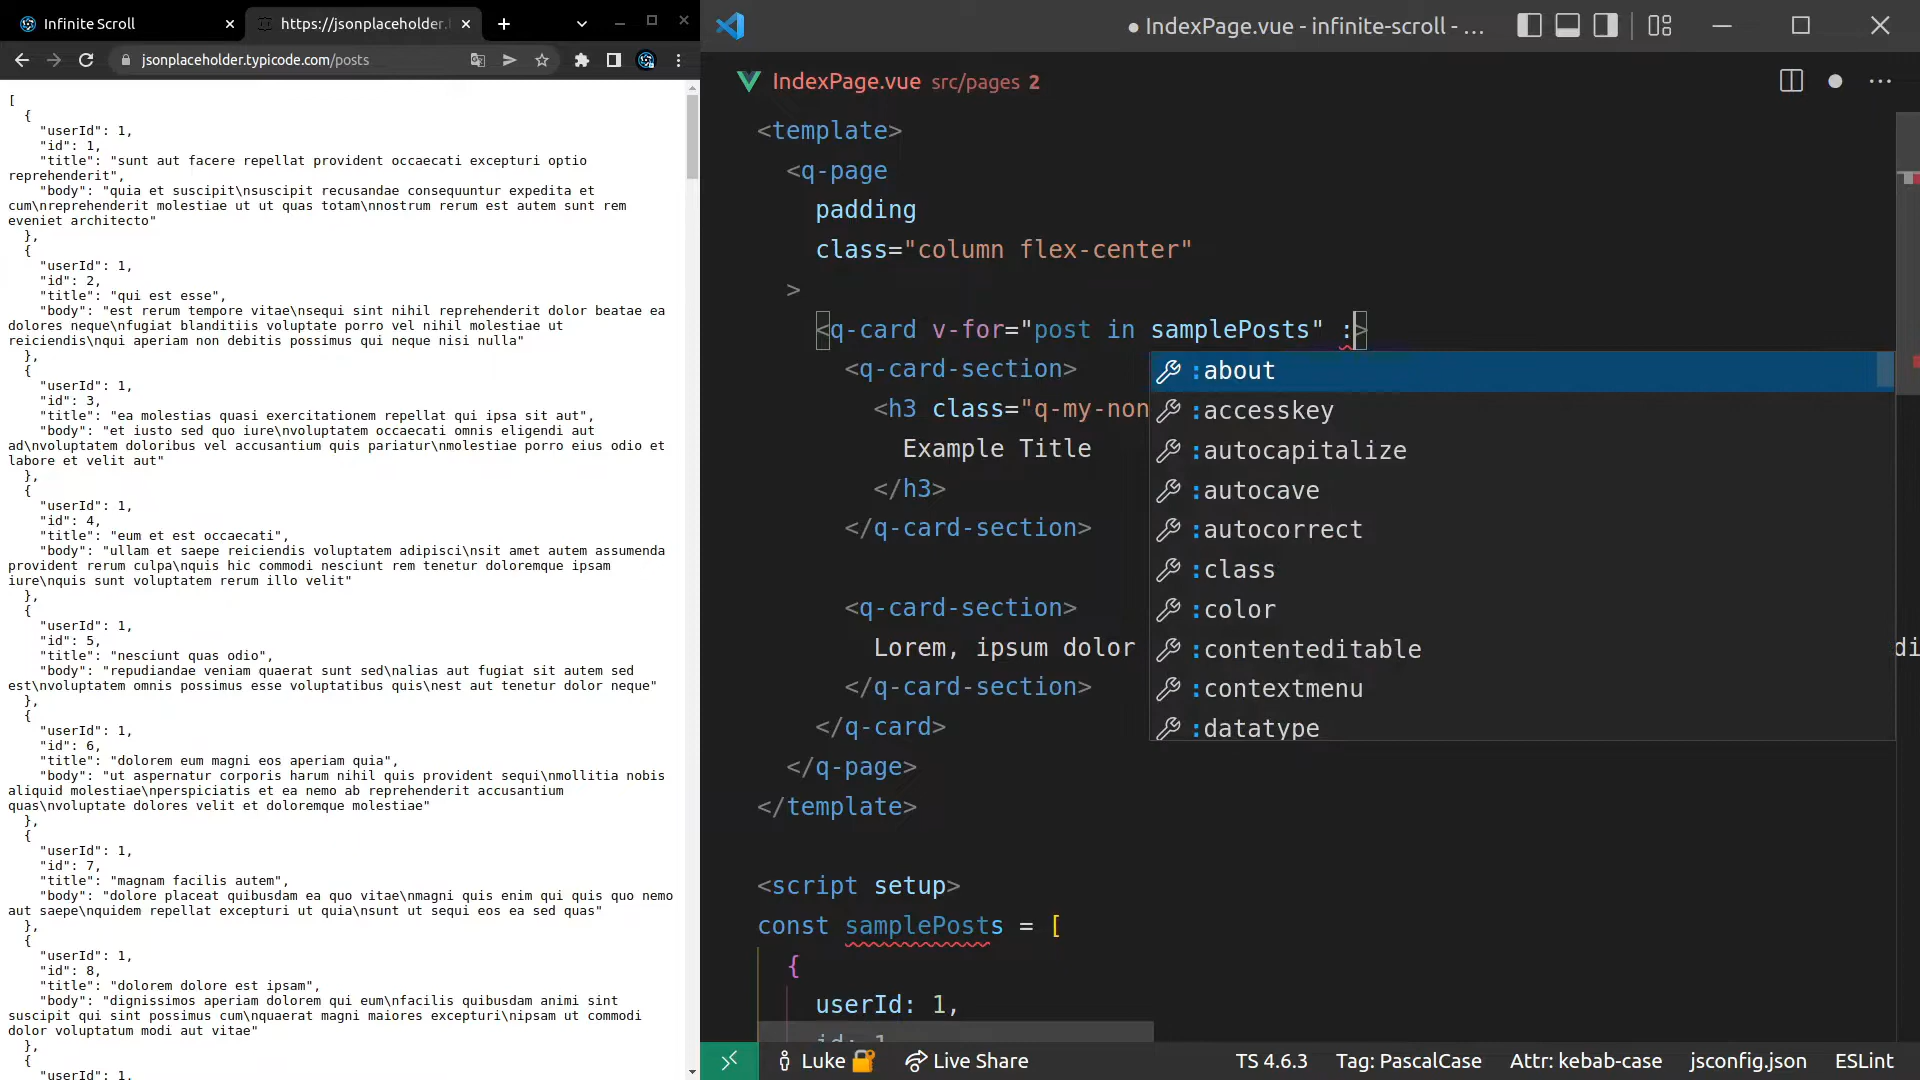 Infinite Scroll
https://jsonplaceholder.
jsonplaceholder.typicode.com/posts
[
{
"userId": 1,
"id": 1,
"title": "sunt aut facere repellat provident occaecati excepturi optio
reprehenderit",
"body": "quia et suscipit\nsuscipit recusandae consequuntur expedita et
cum\nreprehenderit molestiae ut ut quas totam\nnostrum rerum est autem sunt rem
eveniet architecto"
},
{
"userId": 1,
"id": 2,
"title": "qui est esse",
"body": "est rerum tempore vitae\nsequi sint nihil reprehenderit dolor beatae ea
dolores neque\nfugiat blanditiis voluptate porro vel nihil molestiae ut
reiciendis\nqui aperiam non debitis possimus qui neque nisi nulla"
},
{
"userId": 1,
"id": 3,
"title": "ea molestias quasi exercitationem repellat qui ipsa sit aut",
"body": "et iusto sed quo iure\nvoluptatem occaecati omnis eligendi aut
ad\nvoluptatem doloribus vel accusantium quis pariatur\nmolestiae porro eius odio et
labore et velit aut"
},
{
"userId": 1,
"id": 4,
"title": "eum et est occaecati",
"body": "ullam et saepe reiciendis voluptatem adipisci\nsit amet autem assumenda
provident rerum culpa\nquis hic commodi nesciunt rem tenetur doloremque ipsam
iure\nquis sunt voluptatem rerum illo velit"
},
{
"userId": 1,
"id": 5,
"title": "nesciunt quas odio",
"body": "repudiandae veniam quaerat sunt sed\nalias aut fugiat sit autem sed
est\nvoluptatem omnis possimus esse voluptatibus quis\nest aut tenetur dolor neque"
},
{
"userId": 1,
"id": 6,
"title": "dolorem eum magni eos aperiam quia",
"body": "ut aspernatur corporis harum nihil quis provident sequi\nmollitia nobis
aliquid molestiae\nperspiciatis et ea nemo ab reprehenderit accusantium
quas\nvoluptate dolores velit et doloremque molestiae"
},
{
"userId": 1,
"id": 7,
"title": "magnam facilis autem",
"body": "dolore placeat quibusdam ea quo vitae\nmagni quis enim qui quis quo nemo
aut saepe\nquidem repellat excepturi ut quia\nsunt ut sequi eos ea sed quas"
},
{
"userId": 1,
"id": 8,
"title": "dolorem dolore est ipsam",
"body": "dignissimos aperiam dolorem qui eum\nfacilis quibusdam animi sint
suscipit qui sint possimus cum\nquaerat magni maiores excepturi\nipsam ut commodi
dolor voluptatum modi aut vitae"
},
{
"userId": 1,
● IndexPage.vue - infinite-scroll - ...
IndexPage.vue src/pages 2
<template>
<q-page
padding
class="column flex-center"
>
<q-card v-for="post in samplePosts" :>
<q-card-section>
<h3 class="q-my-non
Example Title
</h3>
</q-card-section>
<q-card-section>
Lorem, ipsum dolor di
</q-card-section>
</q-card>
</q-page>
</template>
:about
:accesskey
:autocapitalize
:autocave
:autocorrect
:class
:color
:contenteditable
:contextmenu
:datatype
<script setup>
const samplePosts = [
{
userId: 1,
id: 1
Luke Live Share TS 4.6.3 Tag: PascalCase Attr: kebab-case jsconfig.json ESLint